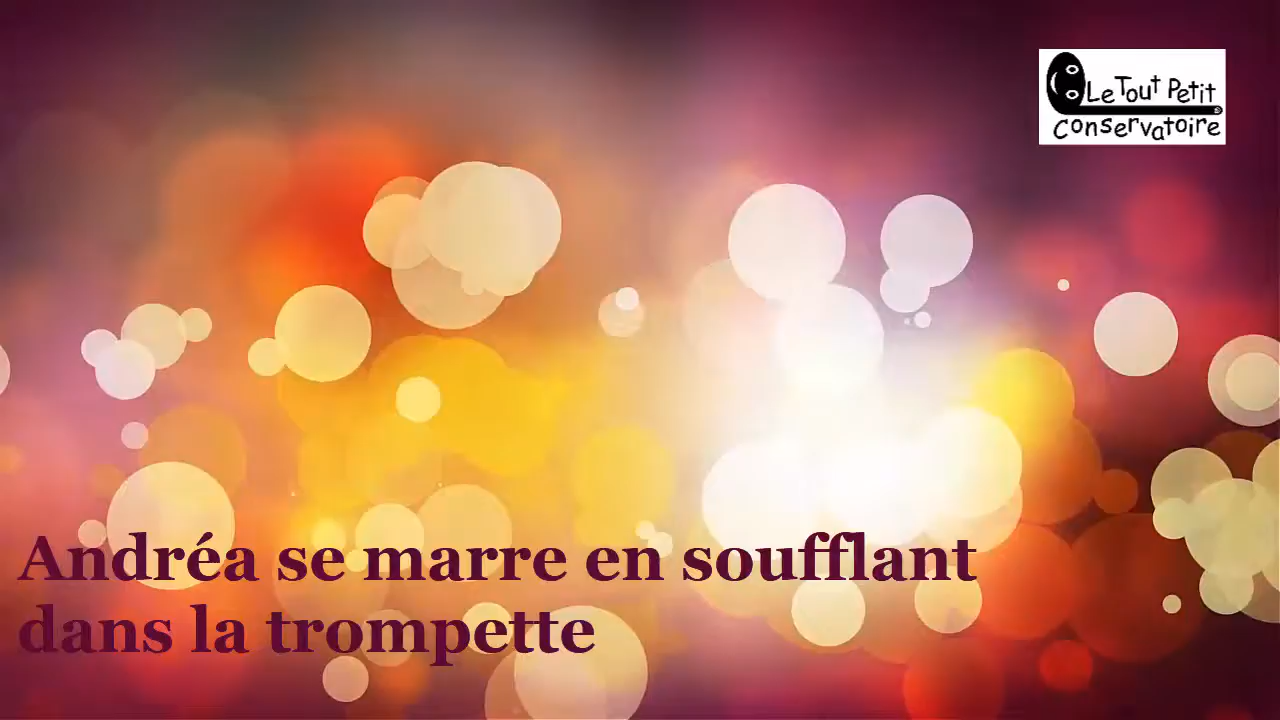 Le Tout Petit
Conservatoire
Andréa se marre en soufflant
dans la trompette